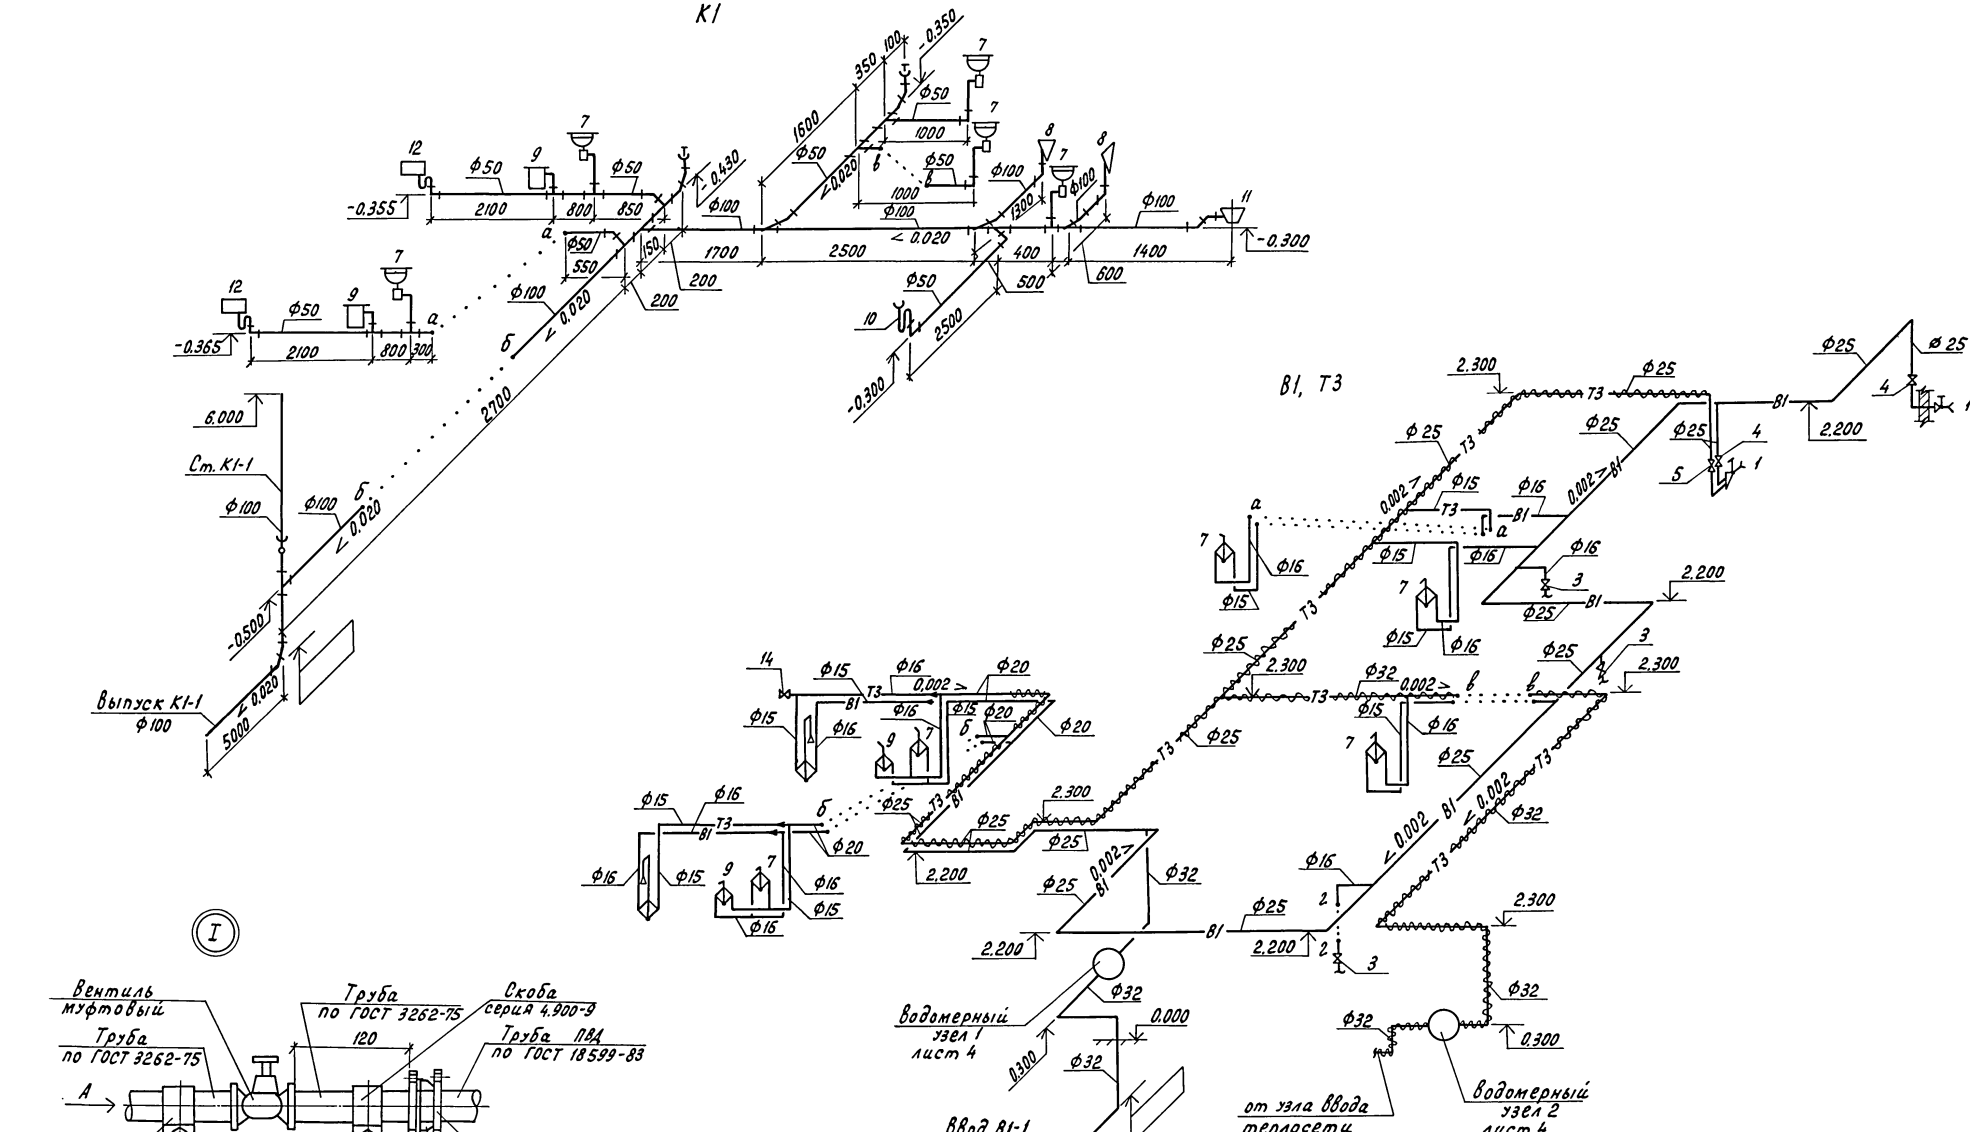 К1
-0.350
100
350
1600
7
Ф50
1000
7
в
Ф50
<0.020
Ф50
в
1000
12
Ф50
9
7
Ф50
-0.430
-0.355
2100
800
850
Ф100
8
Ф100
7
8
Ф100
Ф100
11
1300
Ф100
<0.020
-0.300
а
Ф50
550
150
200
200
1700
2500
400
500
600
1400
12
Ф50
9
7
а
-0.365
2100
800
300
Ф100
<0.020
б
2700
Ф50
10
2500
-0.300
6.000
Ст. К1-1
Ф100
Ф100
б
<0.020
-0.500
Выпуск К1-1
Ф100
<0.020
5000
В1, Т3
2.300
Т3
Ф25
Ф25
Ф25
4
1
В1
2.200
Ф25
Т3
Ф25
Ф25
4
5
1
0.002>
В1
0.002>
Ф15
Т3
Ф16
В1
а
а
7
Ф16
Ф15
Ф15
Ф16
Ф16
3
7
Ф15
Ф16
Т3
В1
Ф25
2.200
Ф25
3
2.300
Ф25
2.300
Т3
Ф32
0.002>
в
в
Ф15
Ф16
7
Ф25
Т3
Ф25
Т3
<0.002
Ф32
В1
<0.002
Т3
14
Ф15
Ф16
Ф20
Т3
0.002>
В1
Ф15
Ф16
Ф16
Ф15
Ф20
б
Ф20
9
7
Ф25
Т3
В1
2.300
Ф25
Ф25
2.200
Ф15
Ф16
Т3
В1
б
Ф20
Ф16
Ф15
9
7
Ф16
Ф15
Ф16
0.002>
Ф25
В1
Ф32
2.200
В1
Ф25
2.200
Ф16
2
2
3
2.300
Ф32
Ф32
0.300
Ф32
0.000
0.300
Ф32
Водомерный
узел 1
лист 4
Ввод В1-1
от узла ввода
теплосети
Водомерный
узел 2
лист 4
I
Вентиль
муфтовый
Труба
по ГОСТ 3262-75
Труба
по ГОСТ 3262-75
Скоба
серия 4.900-9
Труба ПВД
по ГОСТ 18599-83
120
А